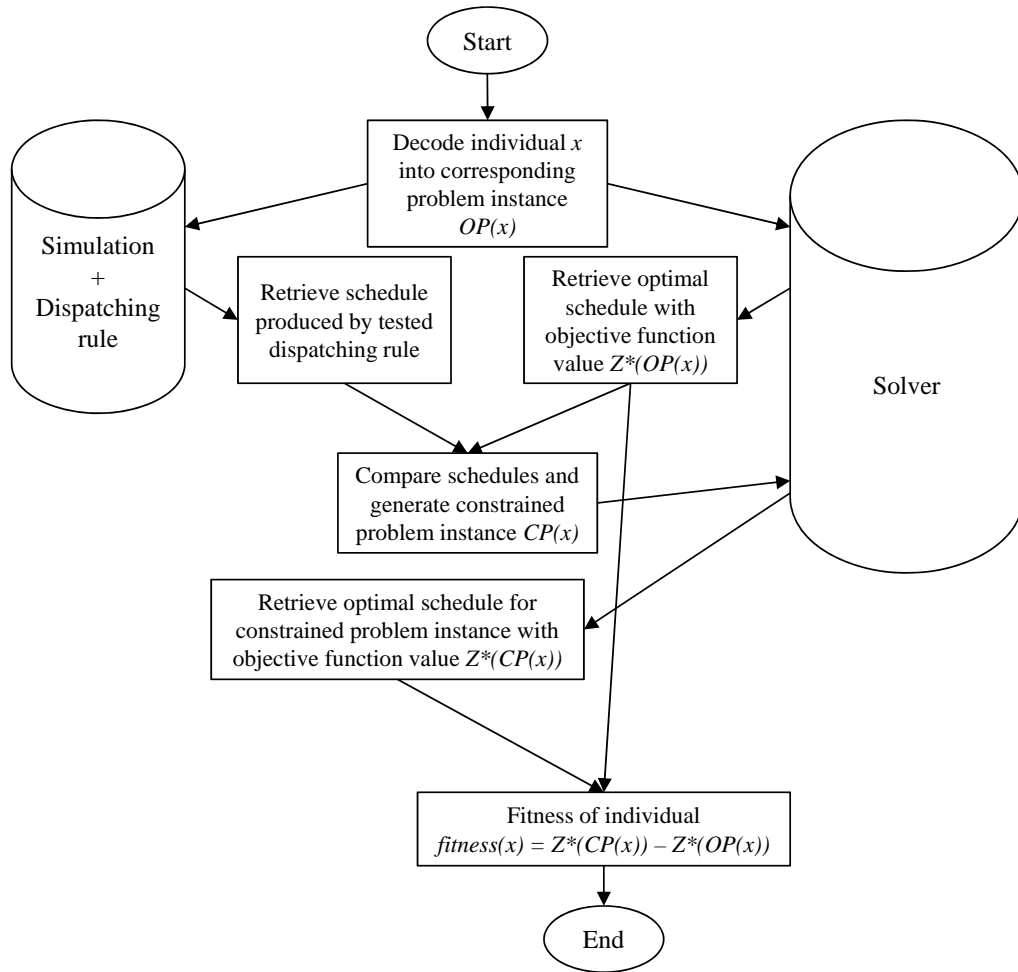 Start
Decode individual x
into corresponding
problem instance
OP(x)
Simulation
+
Dispatching
rule
Retrieve schedule
produced by tested
dispatching rule
Retrieve optimal
schedule with
objective function
value Z*(OP(x))
Solver
Compare schedules and
generate constrained
problem instance CP(x)
Retrieve optimal schedule for
constrained problem instance with
objective function value Z*(CP(x))
Fitness of individual
fitness(x) = Z*(CP(x)) – Z*(OP(x))
End